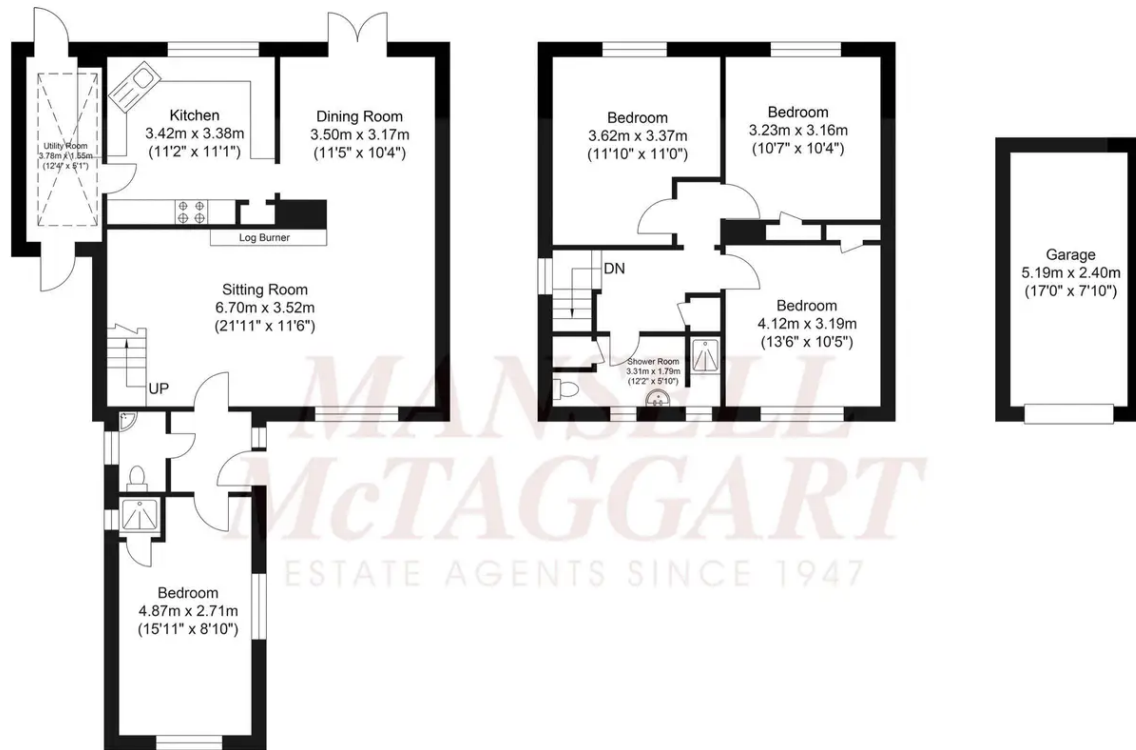 Kitchen
3.42m x 3.38m
(11'2" x 11'1")
Dining Room
3.50m x 3.17m
(11'5" x 10'4")
Utility Room
3.78m x 1.55m
(12'4" x 5'1")
Log Burner
Sitting Room
6.70m x 3.52m
(21'11" x 11'6")
UP
Bedroom
4.87m x 2.71m
(15'11" x 8'10")
Bedroom
3.62m x 3.37m
(11'10" x 11'0")
Bedroom
3.23m x 3.16m
(10'7" x 10'4")
DN
Bedroom
4.12m x 3.19m
(13'6" x 10'5")
Shower Room
3.31m x 1.79m
(12'2" x 5'10")
Garage
5.19m x 2.40m
(17'0" x 7'10")
MANSELL
McTAGGART
ESTATE AGENTS SINCE 1947